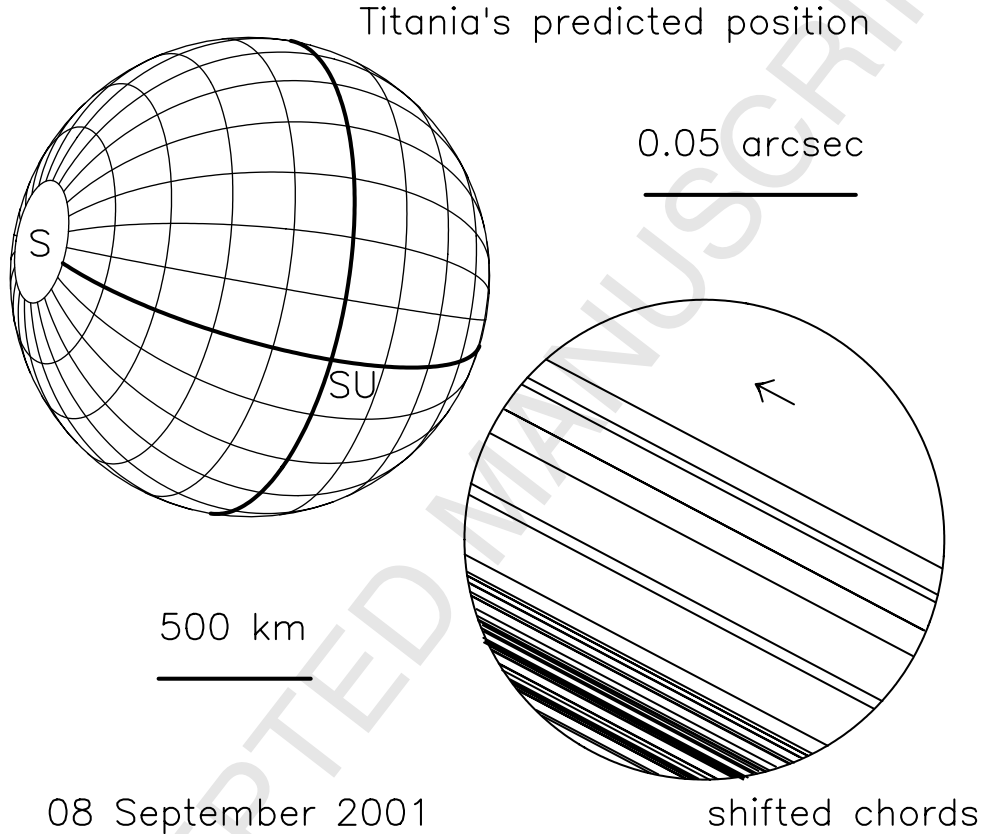 Titania's predicted position
0.05 arcsec
S
SU
500 km
08 September 2001
shifted chords